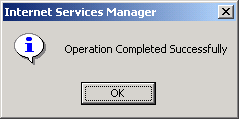 Internet Services Manager
Operation Completed Successfully
OK